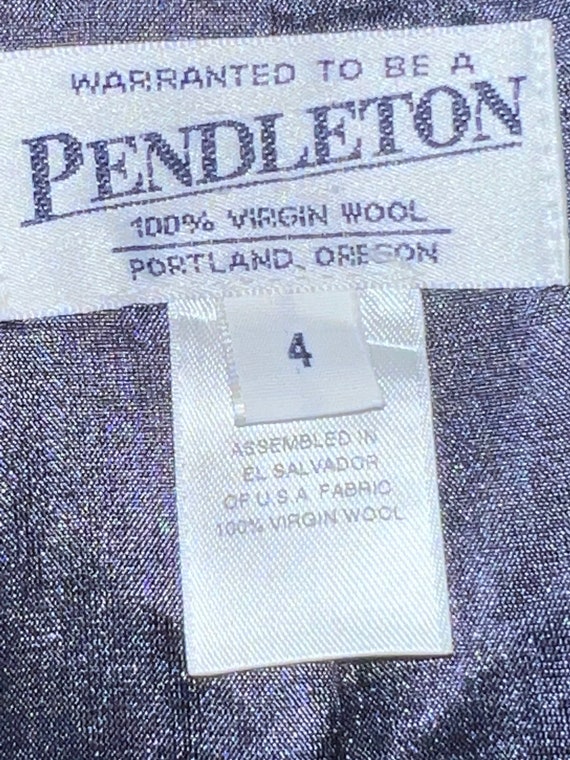 WARRANTED TO BE A
PENDLETON
100% VIRGIN WOOL
PORTLAND, OREGON
4
ASSEMBLED IN
EL SALVADOR
OF U S A FABRIC
100% VIRGIN WOOL